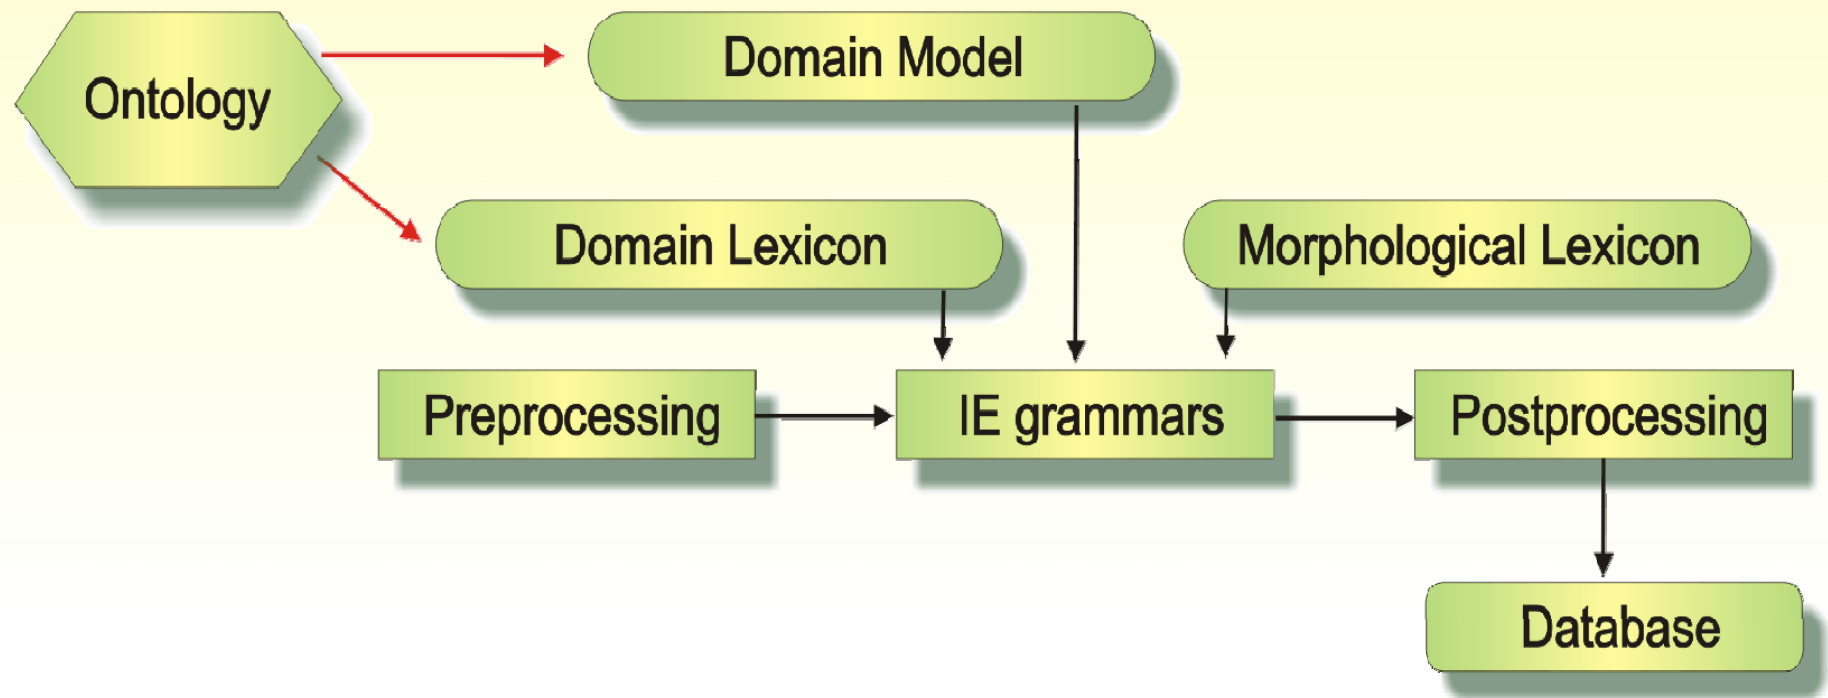 Domain Model
Ontology
Domain Lexicon
Morphological Lexicon
Preprocessing
IE grammars
Postprocessing
Database